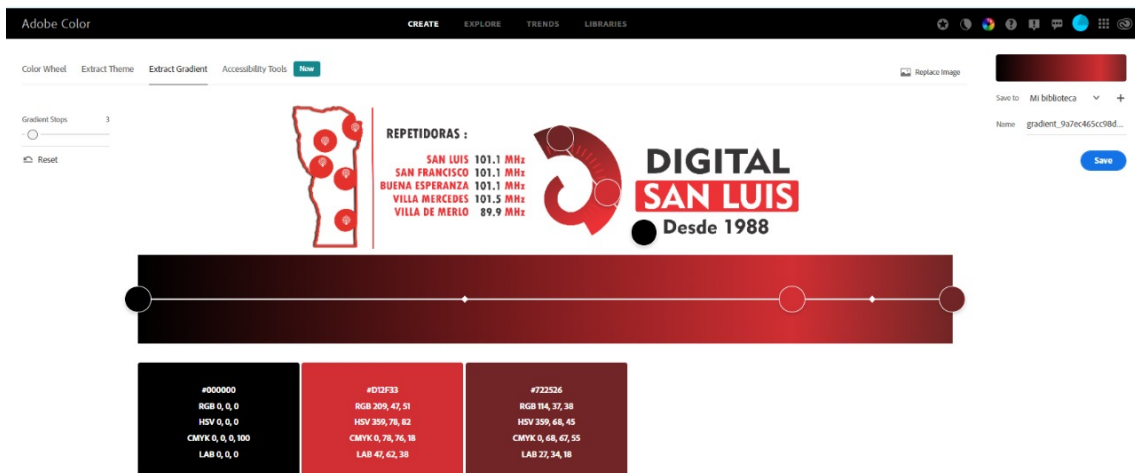 Adobe Color
CREATE EXPLORE TRENDS LIBRARIES
Color Wheel Extract Theme Extract Gradient Accessibility Tools New
Replace Image
Save to Mi biblioteca
Name gradient_9a7ec465cc98d...
Save
Gradient Stops 3
Reset
REPETIDORAS :
SAN LUIS 101.1 MHz
SAN FRANCISCO 101.1 MHz
BUENA ESPERANZA 101.1 MHz
VILLA MERCEDES 101.5 MHz
VILLA DE MERLO 89.9 MHz
DIGITAL
SAN LUIS
Desde 1988
#000000
RGB 0, 0, 0
HSV 0, 0, 0
CMYK 0, 0, 0, 100
LAB 0, 0, 0
#D12F33
RGB 209, 47, 51
HSV 359, 78, 82
CMYK 0, 78, 76, 18
LAB 47, 62, 38
#722526
RGB 114, 37, 38
HSV 359, 68, 45
CMYK 0, 68, 67, 55
LAB 27, 34, 18